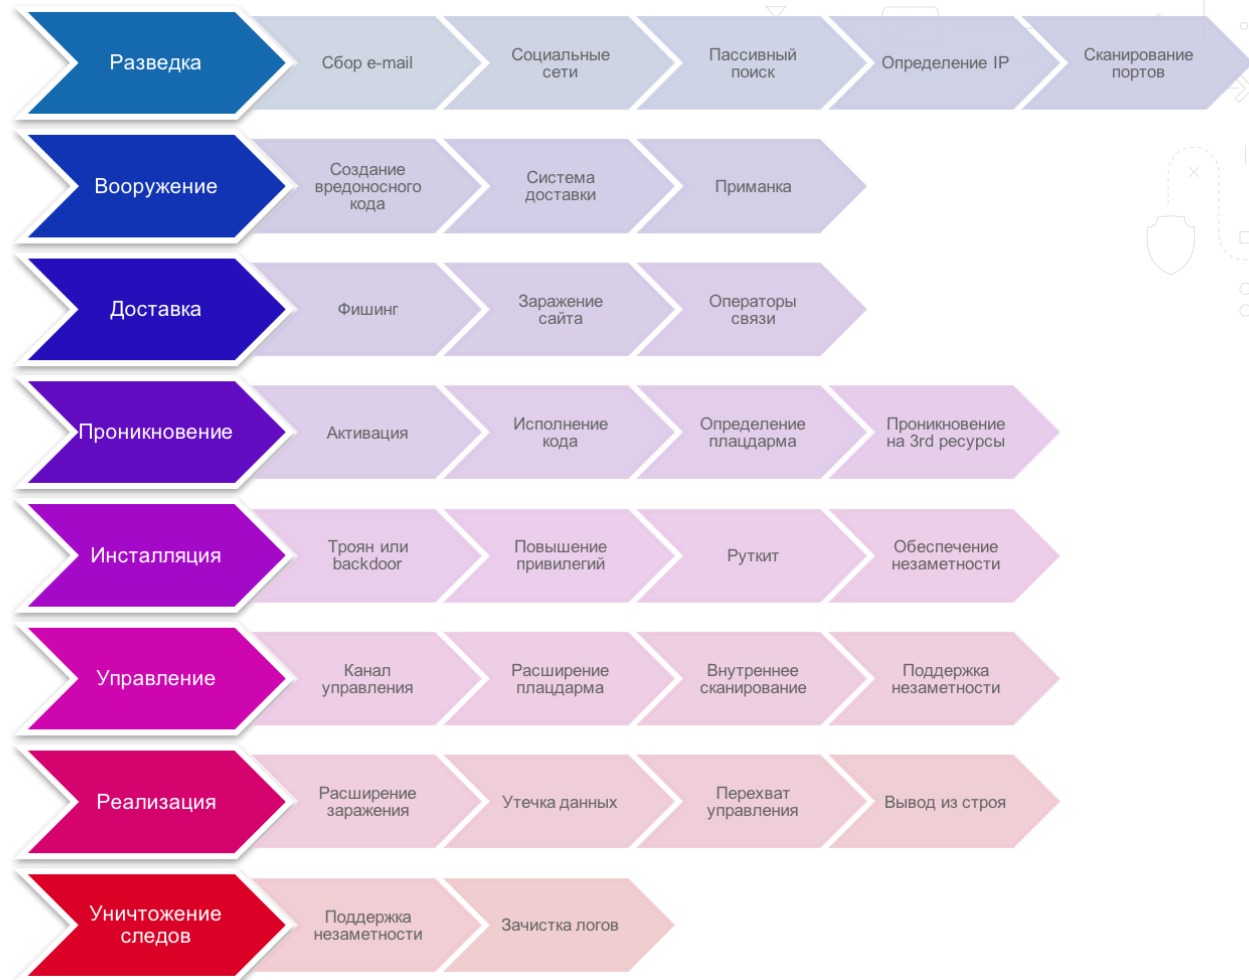 Разведка
Сбор e-mail
Социальные
сети
Пассивный
поиск
Определение IP
Сканирование
портов
Вооружение
Создание
вредоносного
кода
Система
доставки
Приманка
Доставка
Фишинг
Заражение
сайта
Операторы
связи
Проникновение
Активация
Исполнение
кода
Определение
плацдарма
Проникновение
на 3rd ресурсы
Инсталляция
Троян или
backdoor
Повышение
привилегий
Руткит
Обеспечение
незаметности
Управление
Канал
управления
Расширение
плацдарма
Внутреннее
сканирование
Поддержка
незаметности
Реализация
Расширение
заражения
Утечка данных
Перехват
управления
Вывод из строя
Уничтожение
следов
Поддержка
незаметности
Зачистка логов